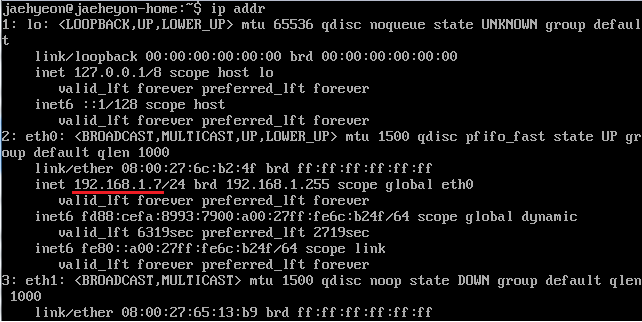 jaehyeon@jaeheyon-home:~$ ip addr
1: lo: <LOOPBACK,UP,LOWER_UP> mtu 65536 qdisc noqueue state UNKNOWN group defaul
t
    link/loopback 00:00:00:00:00:00 brd 00:00:00:00:00:00
    inet 127.0.0.1/8 scope host lo
       valid_lft forever preferred_lft forever
    inet6 ::1/128 scope host
       valid_lft forever preferred_lft forever
2: eth0: <BROADCAST,MULTICAST,UP,LOWER_UP> mtu 1500 qdisc pfifo_fast state UP gr
oup default qlen 1000
    link/ether 08:00:27:6c:b2:4f brd ff:ff:ff:ff:ff:ff
    inet 192.168.1.7/24 brd 192.168.1.255 scope global eth0
       valid_lft forever preferred_lft forever
    inet6 fd88:cefa:8993:7900:a00:27ff:fe6c:b24f/64 scope global dynamic
       valid_lft 6319sec preferred_lft 2719sec
    inet6 fe80::a00:27ff:fe6c:b24f/64 scope link
       valid_lft forever preferred_lft forever
3: eth1: <BROADCAST,MULTICAST> mtu 1500 qdisc noop state DOWN group default qlen
 1000
    link/ether 08:00:27:65:13:b9 brd ff:ff:ff:ff:ff:ff